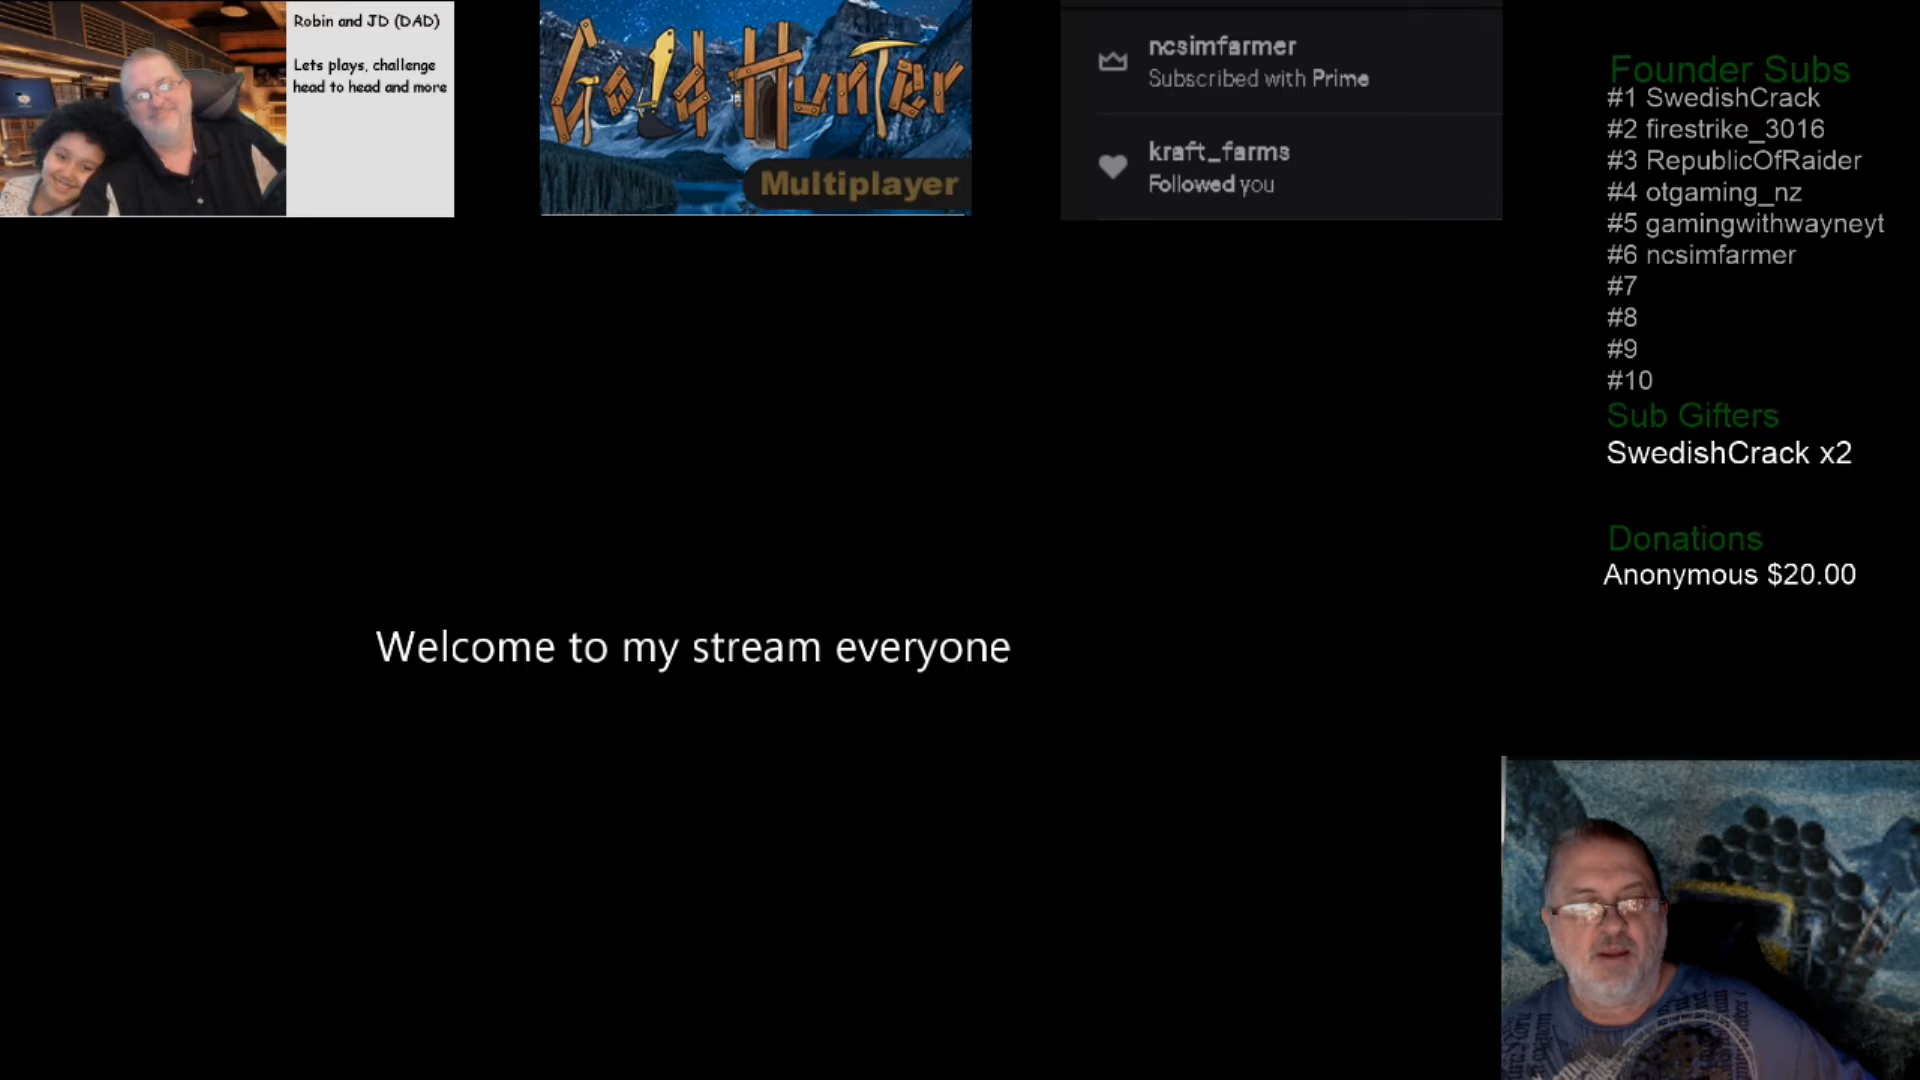 Robin and JD (DAD)
Lets plays, challenge
head to head and more
Gold Hunter
Multiplayer
ncsimfarmer
Subscribed with Prime
kraft_farms
Followed you
Founder Subs
#1 SwedishCrack
#2 firestrike_3016
#3 RepublicOfRaider
#4 otgaming_nz
#5 gamingwithwayneyt
#6 ncsimfarmer
#7
#8
#9
#10
Sub Gifters
SwedishCrack x2
Donations
Anonymous $20.00
Welcome to my stream everyone